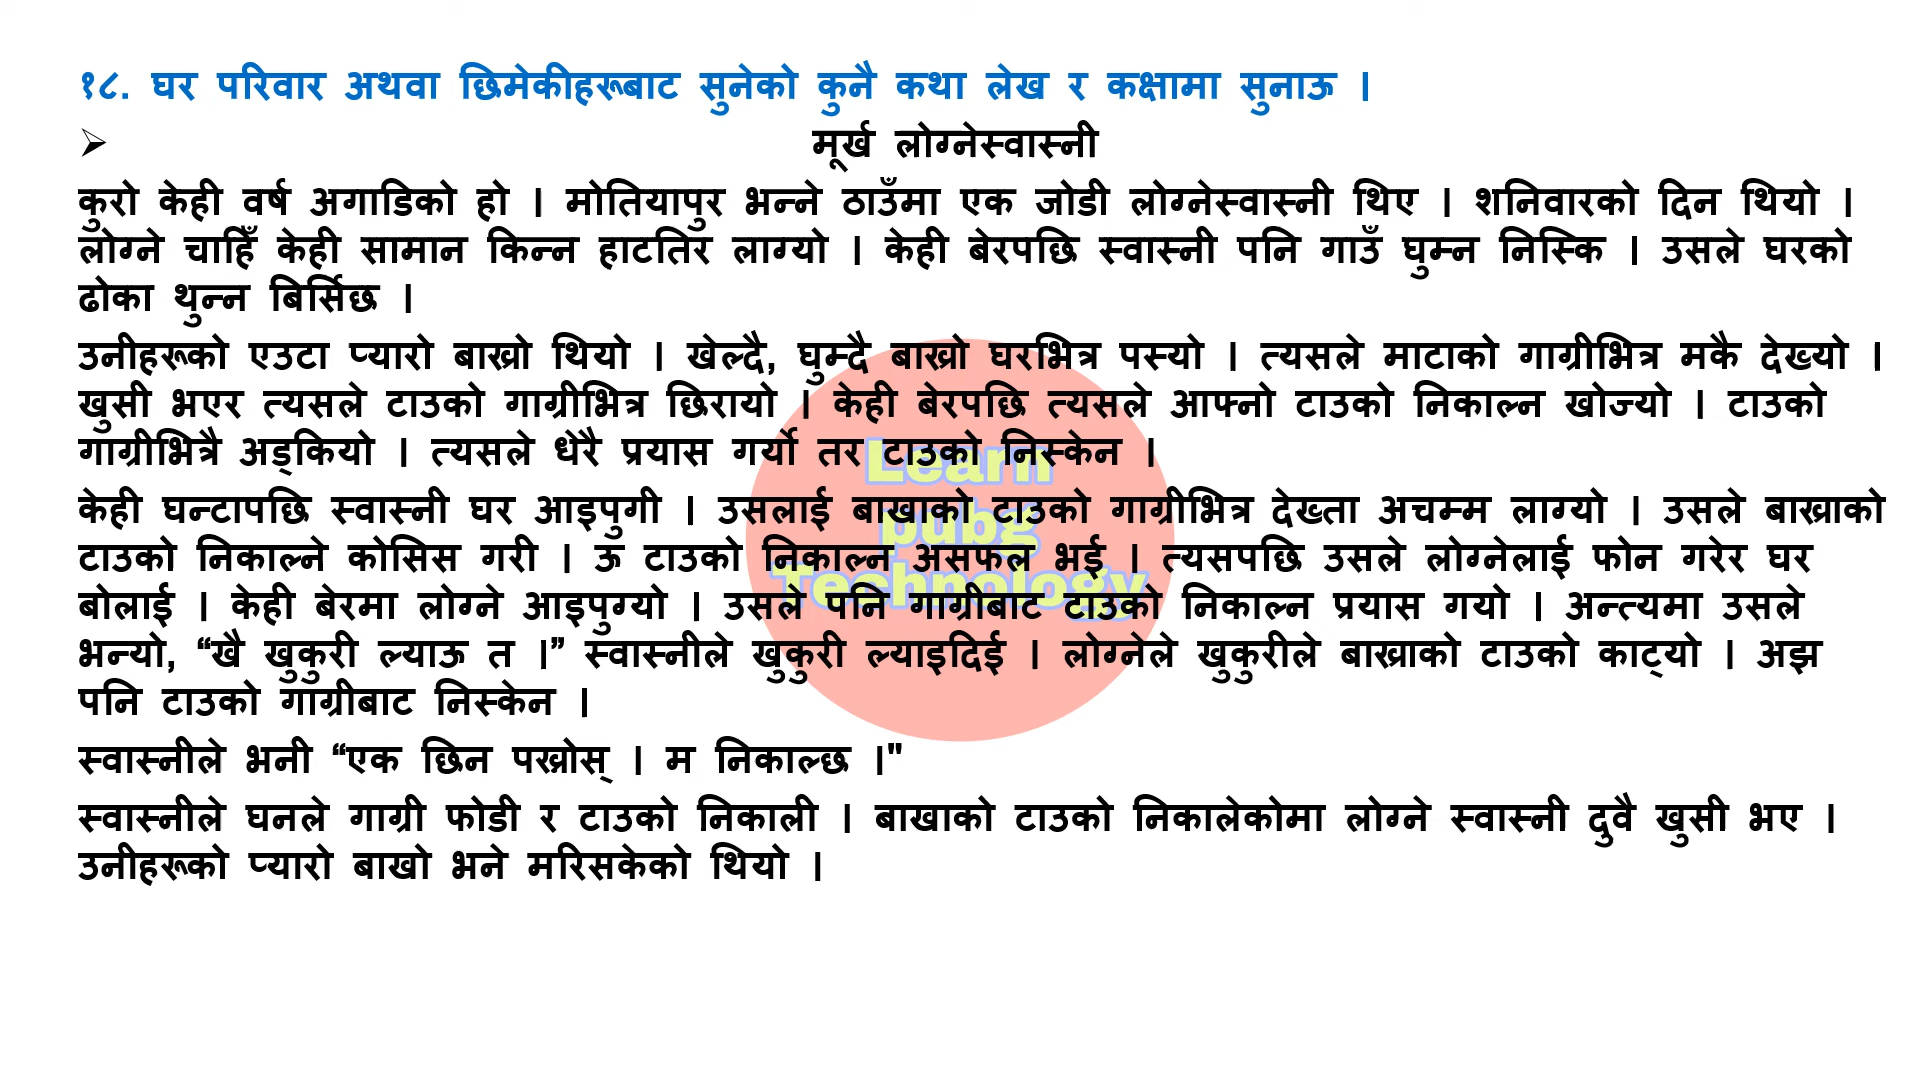 १८. घर परिवार अथवा छिमेकीहरूबाट सुनेको कुनै कथा लेख र कक्षामा सुनाऊ ।
➢ मूर्ख लोग्नेस्वास्नी
कुरो केही वर्ष अगाडिको हो । मोतियापुर भन्ने ठाउँमा एक जोडी लोग्नेस्वास्नी थिए । शनिवारको दिन थियो ।
लोग्ने चाहिँ केही सामान किन्न हाटतिर लाग्यो । केही बेरपछि स्वास्नी पनि गाउँ घुम्न निस्कि । उसले घरको
ढोका थुन्न बिर्सिछ ।
उनीहरूको एउटा प्यारो बाख्रो थियो । खेल्दै, घुम्दै बाख्रो घरभित्र पस्यो । त्यसले माटाको गाग्रीभित्र मकै देख्यो ।
खुसी भएर त्यसले टाउको गाग्रीभित्र छिरायो । केही बेरपछि त्यसले आफ्नो टाउको निकाल्न खोज्यो । टाउको
गाग्रीभित्रै अड्कियो । त्यसले धेरै प्रयास गर्यो तर टाउको निस्केन ।
केही घन्टापछि स्वास्नी घर आइपुगी । उसलाई बाखाको टाउको गाग्रीभित्र देख्ता अचम्म लाग्यो । उसले बाख्राको
टाउको निकाल्ने कोसिस गरी । ऊ टाउको निकाल्न असफल भई । त्यसपछि उसले लोग्नेलाई फोन गरेर घर
बोलाई । केही बेरमा लोग्ने आइपुग्यो । उसले पनि गाग्रीबाट टाउको निकाल्न प्रयास गयो । अन्त्यमा उसले
भन्यो, “खै खुकुरी ल्याऊ त ।” स्वास्नीले खुकुरी ल्याइदिई । लोग्नेले खुकुरीले बाख्राको टाउको काट्यो । अझ
पनि टाउको गाग्रीबाट निस्केन ।
स्वास्नीले भनी “एक छिन पख्रोस् । म निकाल्छ ।"
स्वास्नीले घनले गाग्री फोडी र टाउको निकाली । बाखाको टाउको निकालेकोमा लोग्ने स्वास्नी दुवै खुसी भए ।
उनीहरूको प्यारो बाखो भने मरिसकेको थियो ।
Learn
pubg
Technology